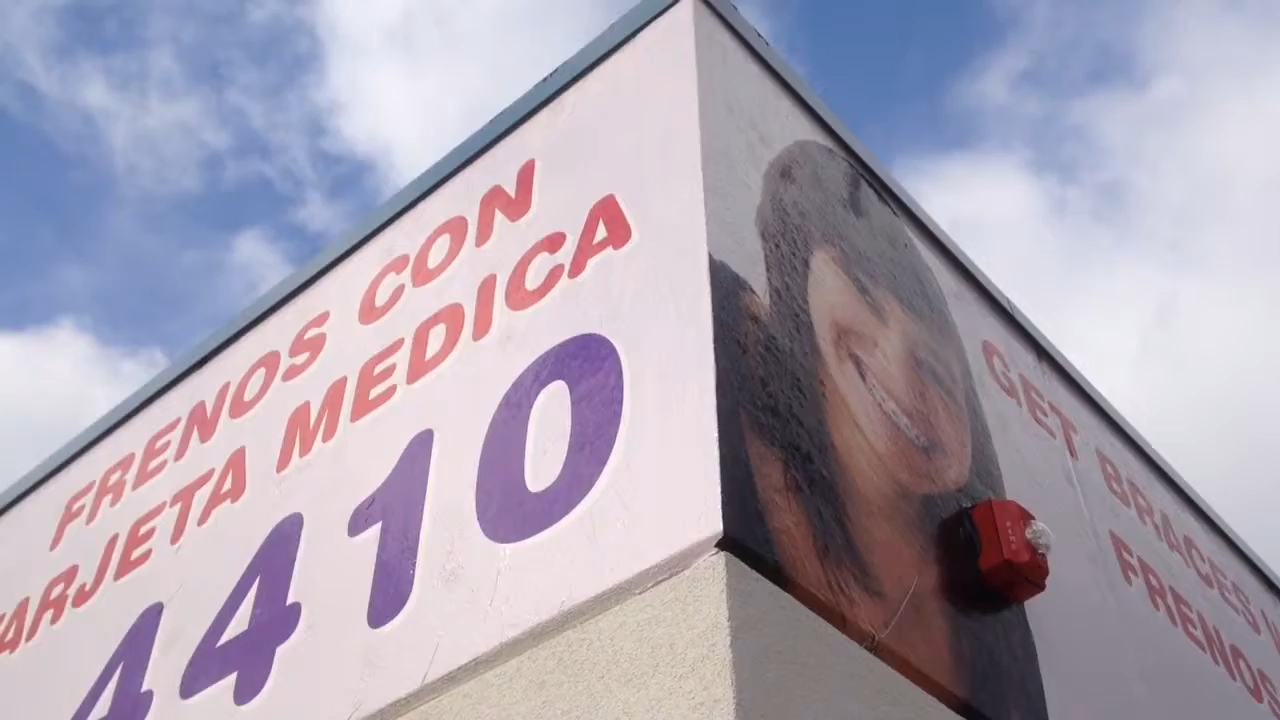 FRENOS CON
TARJETA MEDICA
4410
GET BRACES
FRENOS